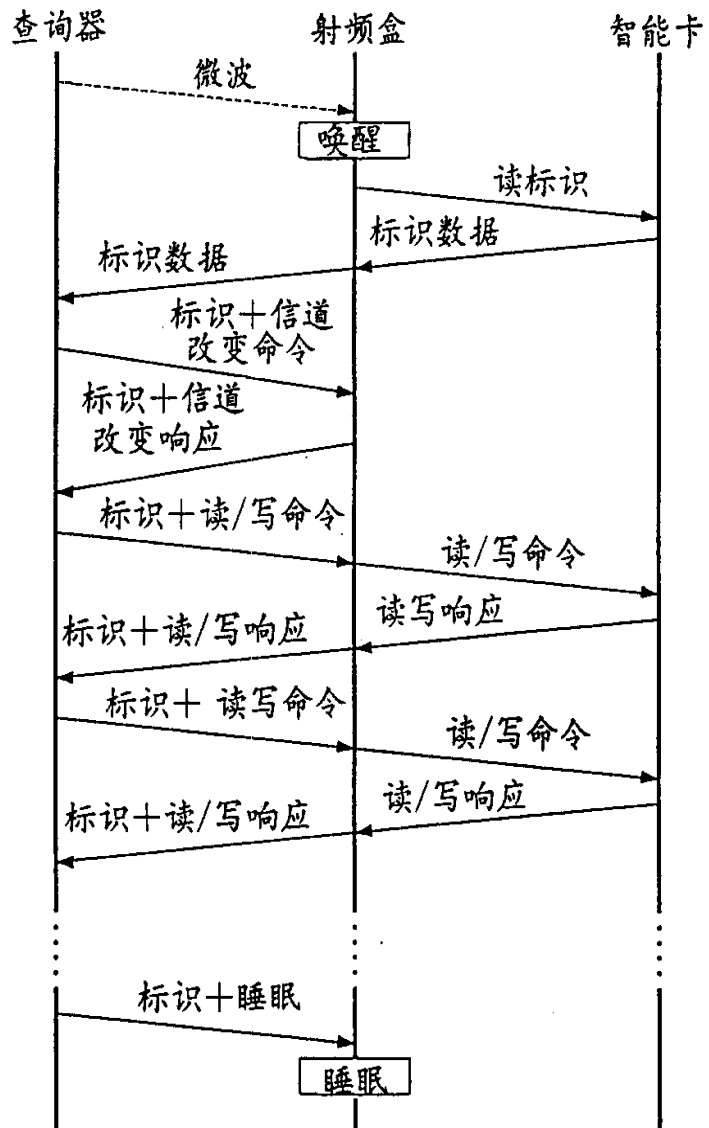 查询器
射频盒
智能卡
微波
唤醒
读标识
标识数据
标识数据
标识＋信道
改变命令
标识＋信道
改变响应
标识＋读/写命令
读/写命令
读写响应
标识＋读/写响应
标识＋ 读写命令
读/写命令
读/写响应
标识＋读/写响应
标识＋睡眠
睡眠